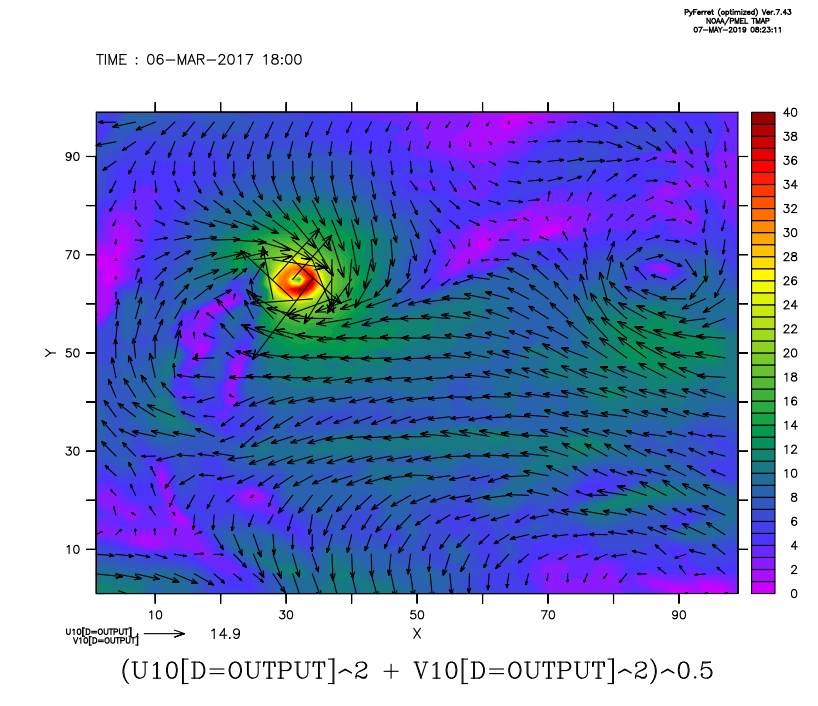 PyFerret (optimized) Ver.7.43
NOAA/PMEL TMAP
07-MAY-2019 08:23:11
TIME : 06-MAR-2017 18:00
40
38
36
34
32
30
28
26
24
22
20
18
16
14
12
10
8
6
4
2
0
90
70
50
30
10
Y
10 30 50 70 90
X
U10[D=OUTPUT],
V10[D=OUTPUT]
14.9
(U10[D=OUTPUT]^2 + V10[D=OUTPUT]^2)^0.5